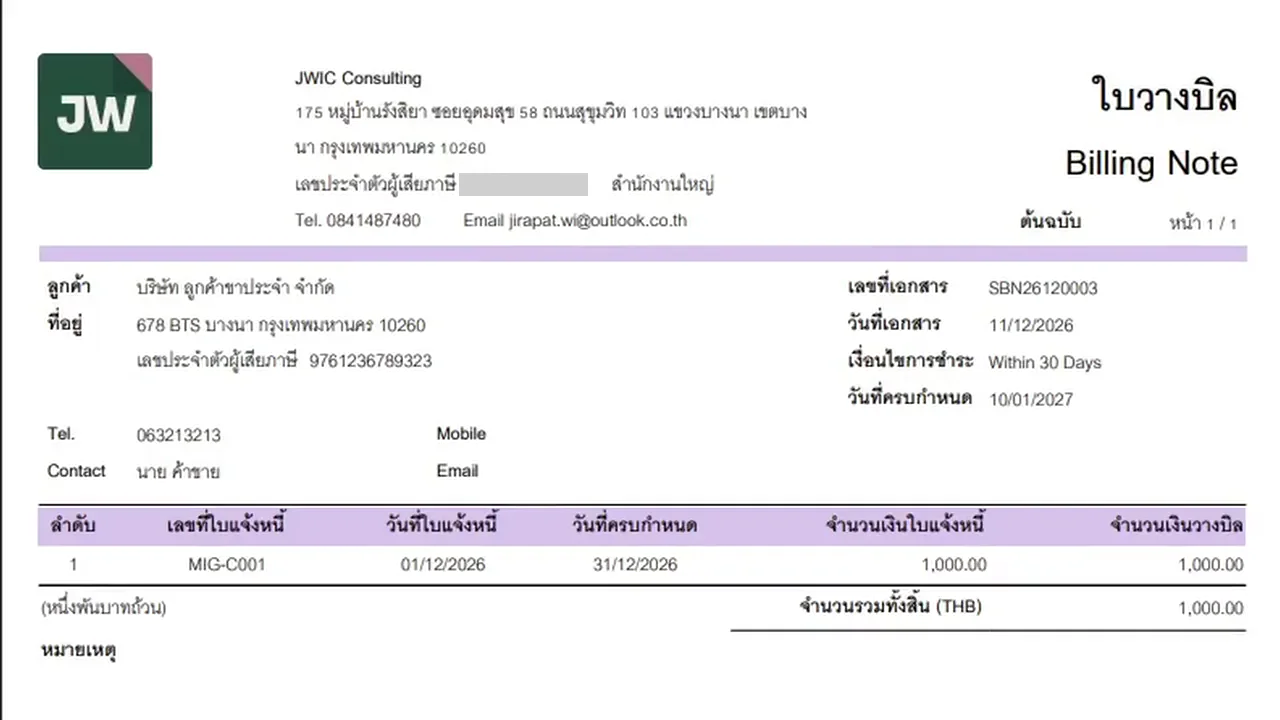 JW
JWIC Consulting
175 หมู่บ้านรังสิยา ซอยอุดมสุข 58 ถนนสุขุมวิท 103 แขวงบางนา เขตบาง
นา กรุงเทพมหานคร 10260
เลขประจำตัวผู้เสียภาษี สำนักงานใหญ่
Tel. 0841487480 Email jirapat.wi@outlook.co.th
ใบวางบิล
Billing Note
ต้นฉบับ หน้า 1 / 1
ลูกค้า บริษัท ลูกค้าขาประจำ จำกัด
ที่อยู่ 678 BTS บางนา กรุงเทพมหานคร 10260
เลขประจำตัวผู้เสียภาษี 9761236789323
เลขที่เอกสาร SBN26120003
วันที่เอกสาร 11/12/2026
เงื่อนไขการชำระ Within 30 Days
วันที่ครบกำหนด 10/01/2027
Tel. 063213213 Mobile
Contact นาย ค้าขาย Email
ลำดับ เลขที่ใบแจ้งหนี้ วันที่ใบแจ้งหนี้ วันที่ครบกำหนด จำนวนเงินใบแจ้งหนี้ จำนวนเงินวางบิล
1 MIG-C001 01/12/2026 31/12/2026 1,000.00 1,000.00
(หนึ่งพันบาทถ้วน) จำนวนรวมทั้งสิ้น (THB) 1,000.00
หมายเหตุ